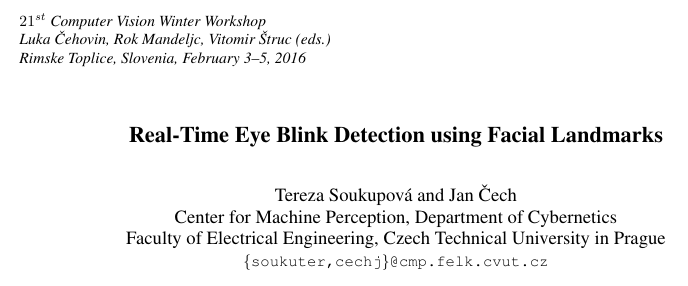 21st Computer Vision Winter Workshop
Luka Čehovin, Rok Mandeljc, Vitomir Štruc (eds.)
Rimske Toplice, Slovenia, February 3–5, 2016
Real-Time Eye Blink Detection using Facial Landmarks
Tereza Soukupová and Jan Čech
Center for Machine Perception, Department of Cybernetics
Faculty of Electrical Engineering, Czech Technical University in Prague
{soukuter,cechj}@cmp.felk.cvut.cz